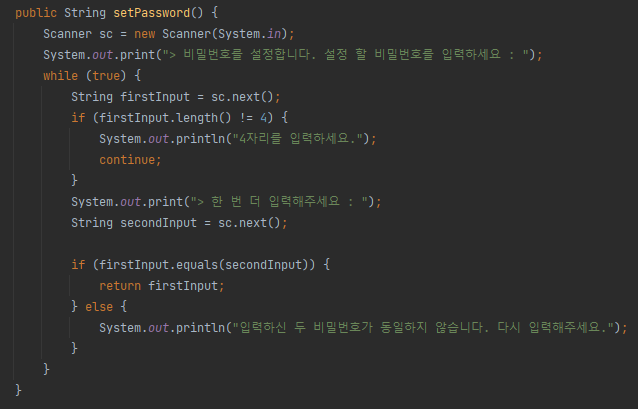 public String setPassword() {
    Scanner sc = new Scanner(System.in);
    System.out.print("> 비밀번호를 설정합니다. 설정 할 비밀번호를 입력하세요 : ");
    while (true) {
        String firstInput = sc.next();
        if (firstInput.length() != 4) {
            System.out.println("4자리를 입력하세요.");
            continue;
        }
        System.out.print("> 한 번 더 입력해주세요 : ");
        String secondInput = sc.next();

        if (firstInput.equals(secondInput)) {
            return firstInput;
        } else {
            System.out.println("입력하신 두 비밀번호가 동일하지 않습니다. 다시 입력해주세요.");
        }
    }
}